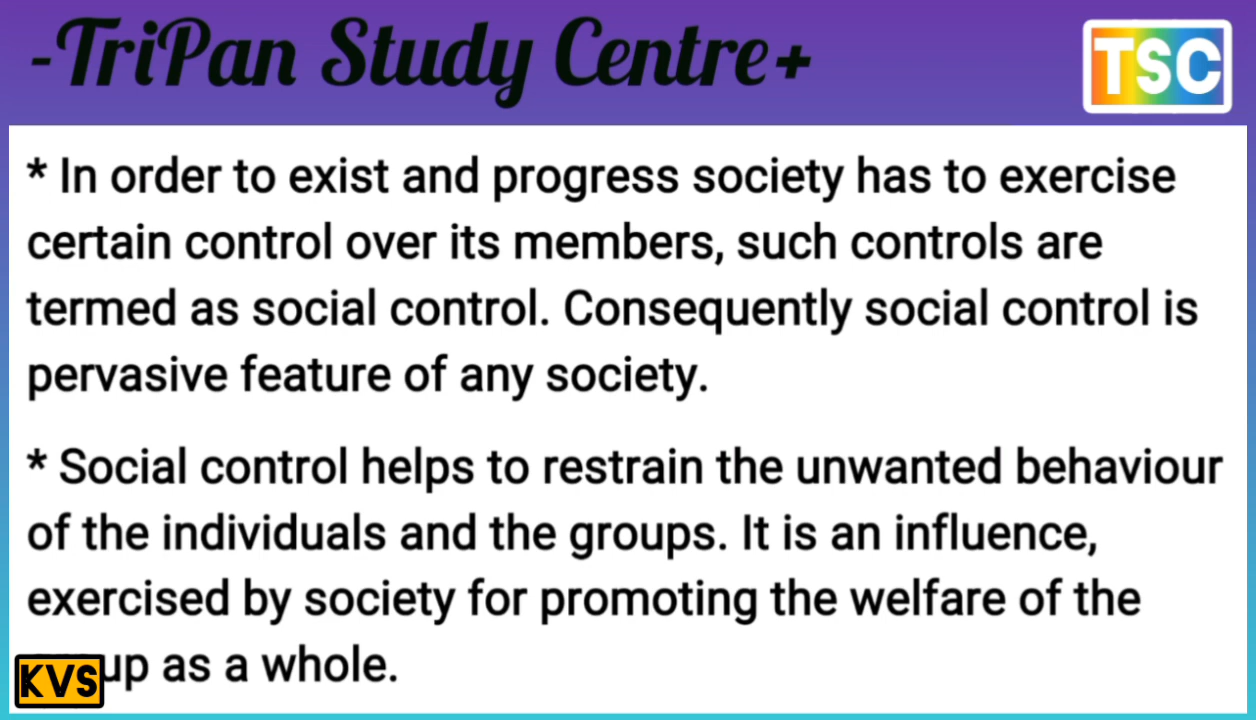 -TriPan Study Centre+
TSC
* In order to exist and progress society has to exercise
certain control over its members, such controls are
termed as social control. Consequently social control is
pervasive feature of any society.
* Social control helps to restrain the unwanted behaviour
of the individuals and the groups. It is an influence,
exercised by society for promoting the welfare of the
KVS up as a whole.